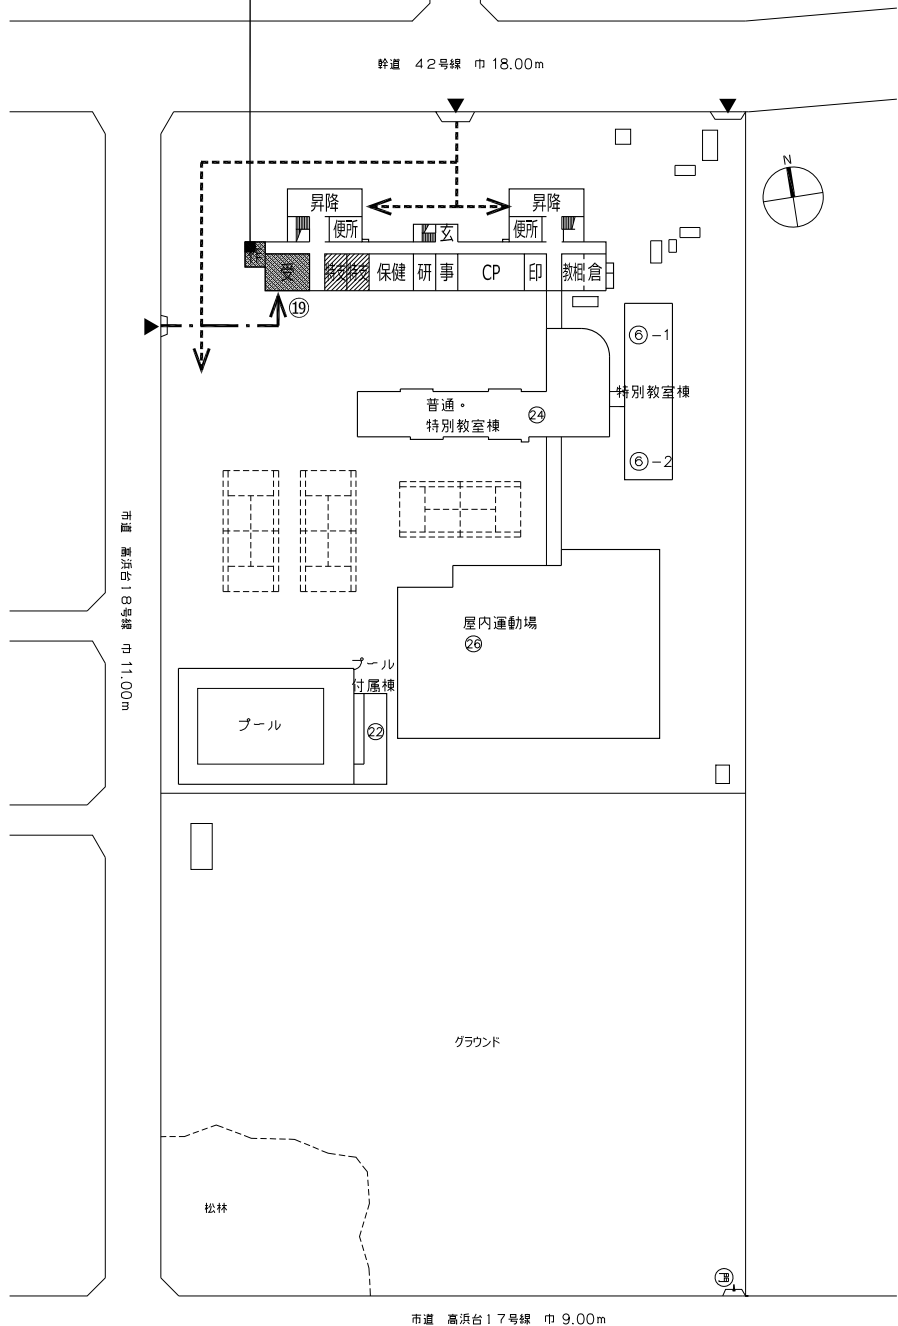 幹道 42号線 巾 18.00m
N
昇降
昇降
便所
玄
便所
受
特支
特支
保健
研
事
CP
印
教相
倉
⑲
⑥-1
特別教室棟
⑥-2
普通・
特別教室棟
㉔
市道 高浜台18号線 巾 11.00m
屋内運動場
㉖
プール
付属棟
㉒
プール
グラウンド
松林
市道 高浜台17号線 巾 9.00m